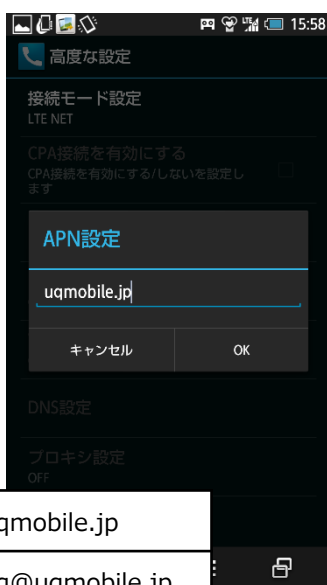 15:58
高度な設定
接続モード設定
LTE NET
CPA接続を有効にする
CPA接続を有効にする/しないを設定し
ます
APN設定
uqmobile.jp
キャンセル
OK
DNS設定
プロキシ設定
OFF
qmobile.jp
q@uqmobile.jp